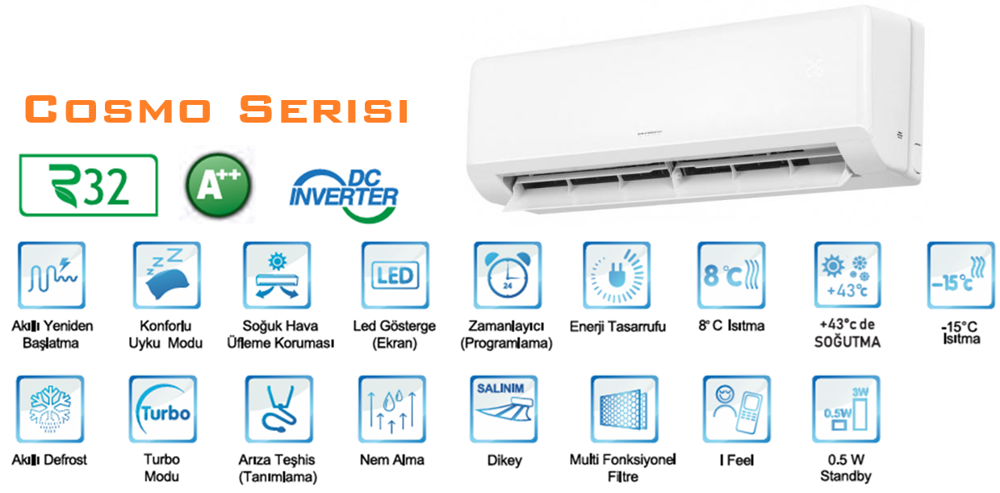 26
COSMO SERISI
R32
A++
DC
INVERTER
LED
24
8°C
+43°c
-15°c
Akıllı Yeniden
Başlatma
Konforlu
Uyku Modu
Soğuk Hava
Üfleme Koruması
Led Gösterge
(Ekran)
Zamanlayıcı
(Programlama)
Enerji Tasarrufu
8°C Isıtma
+43°c de
SOĞUTMA
-15°C
Isıtma
Turbo
SALINIM
0.5W
3W
Akıllı Defrost
Turbo
Modu
Arıza Teşhis
(Tanımlama)
Nem Alma
Dikey
Multi Fonksiyonel
Filtre
I Feel
0.5 W
Standby